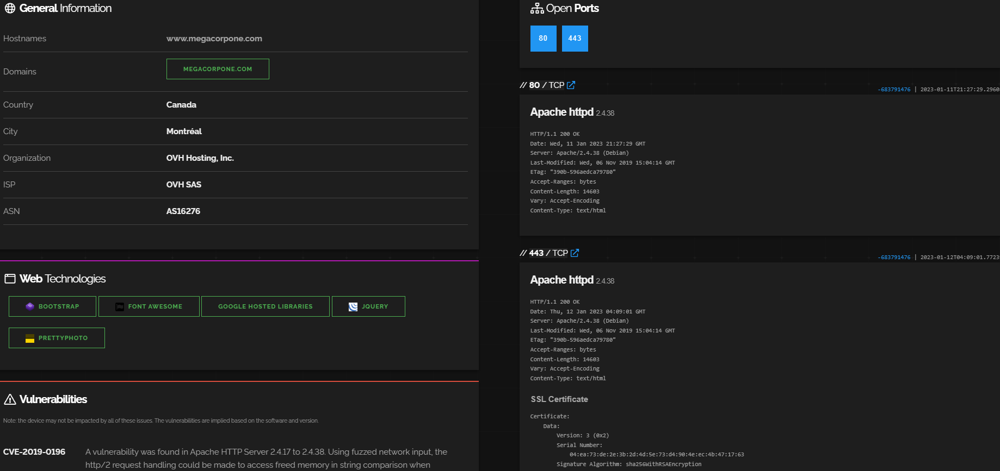 General Information
Hostnames www.megacorpone.com
Domains MEGACORPONE.COM
Country Canada
City Montréal
Organization OVH Hosting, Inc.
ISP OVH SAS
ASN AS16276
Web Technologies
BOOTSTRAP FONT AWESOME GOOGLE HOSTED LIBRARIES JQUERY
PRETTYPHOTO
Vulnerabilities
Note: the device may not be impacted by all of these issues. The vulnerabilities are implied based on the software and version.
CVE-2019-0196 A vulnerability was found in Apache HTTP Server 2.4.17 to 2.4.38. Using fuzzed network input, the
http/2 request handling could be made to access freed memory in string comparison when
Open Ports
80 443
// 80 / TCP
-683791476 | 2023-01-11T21:27:29.2960
Apache httpd 2.4.38
HTTP/1.1 200 OK
Date: Wed, 11 Jan 2023 21:27:29 GMT
Server: Apache/2.4.38 (Debian)
Last-Modified: Wed, 06 Nov 2019 15:04:14 GMT
ETag: "390b-596aedca79780"
Accept-Ranges: bytes
Content-Length: 14603
Vary: Accept-Encoding
Content-Type: text/html
// 443 / TCP
-683791476 | 2023-01-12T04:09:01.7723
Apache httpd 2.4.38
HTTP/1.1 200 OK
Date: Thu, 12 Jan 2023 04:09:01 GMT
Server: Apache/2.4.38 (Debian)
Last-Modified: Wed, 06 Nov 2019 15:04:14 GMT
ETag: "390b-596aedca79780"
Accept-Ranges: bytes
Content-Length: 14603
Vary: Accept-Encoding
Content-Type: text/html
SSL Certificate
Certificate:
Data:
Version: 3 (0x2)
Serial Number:
04:ea:73:de:2e:3b:2d:4d:5e:73:d4:90:4e:ec:4b:47:17:63
Signature Algorithm: sha256WithRSAEncryption